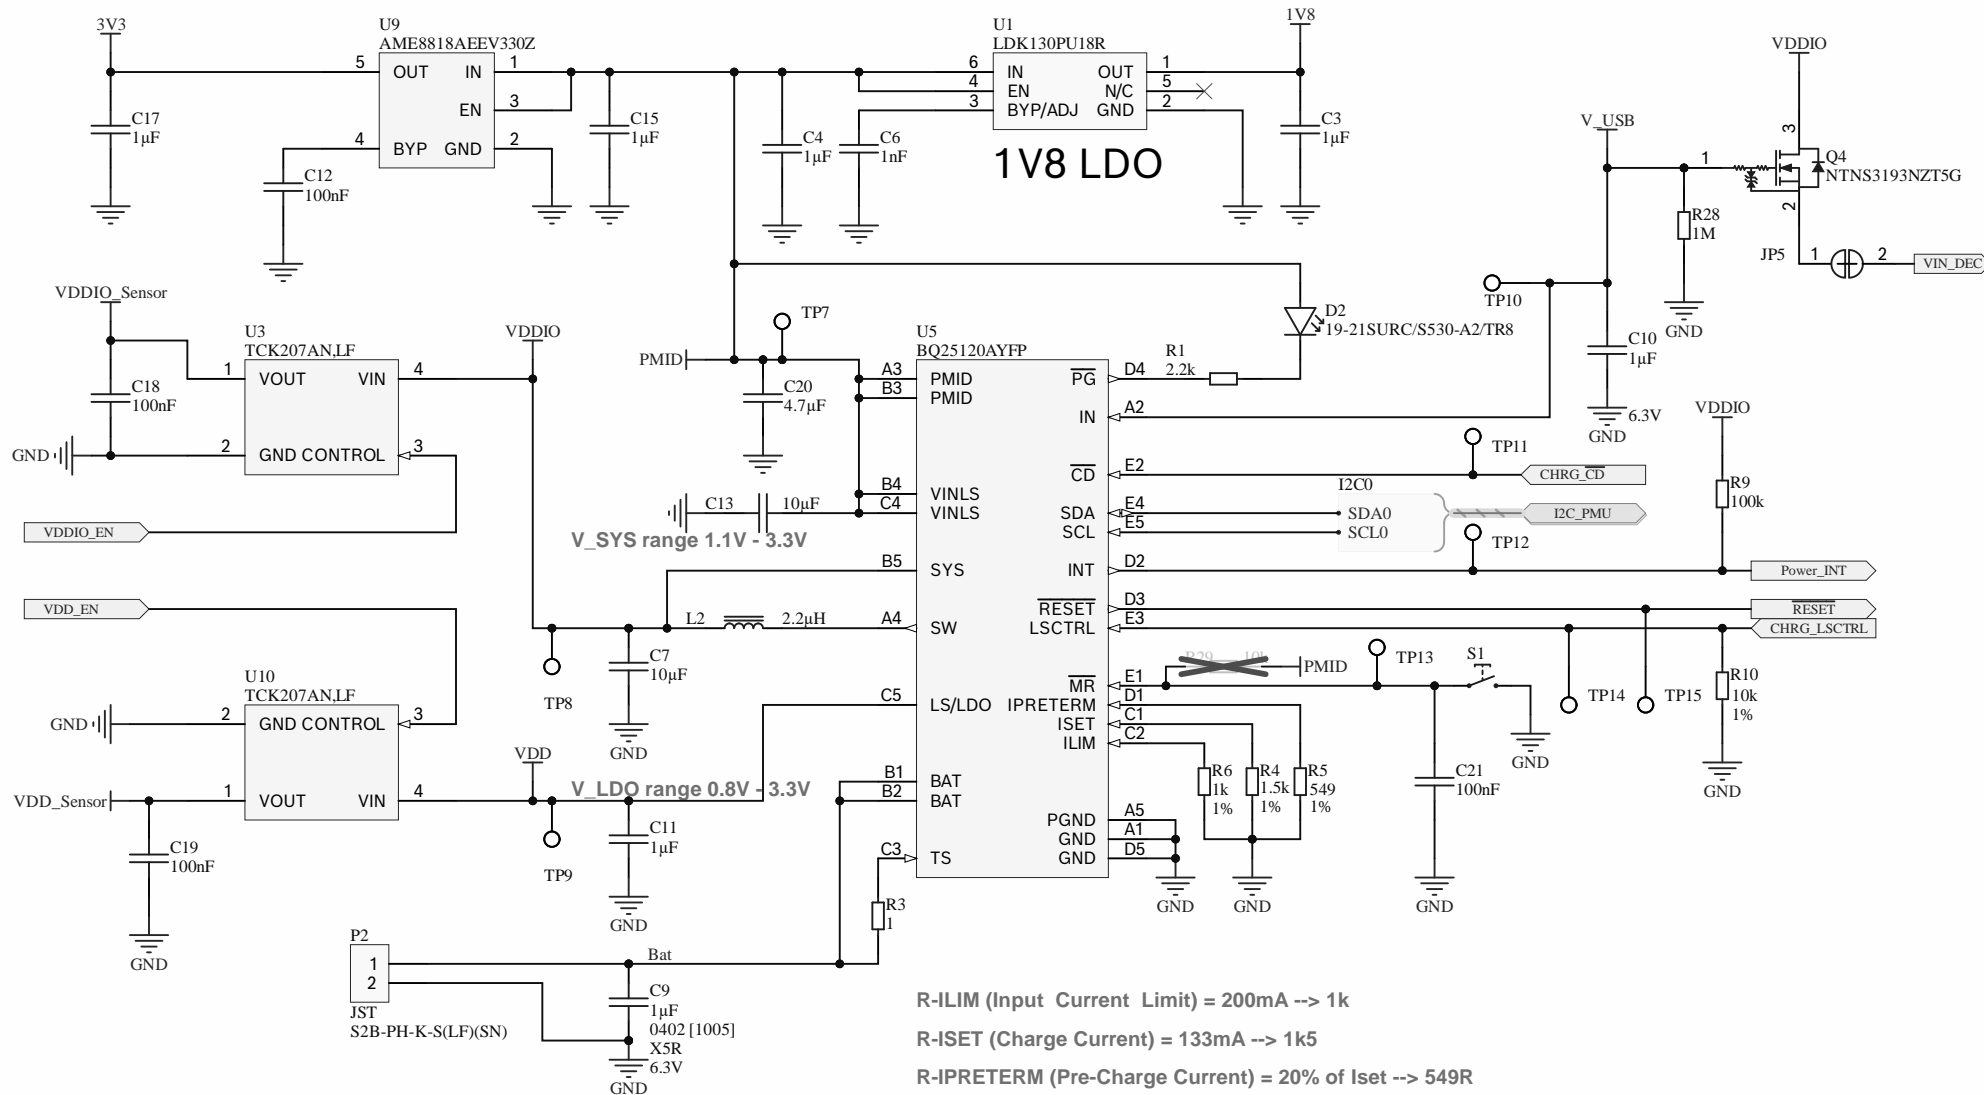 3V3
U9
AME8818AEEV330Z
5 OUT IN 1
EN 3
4 BYP GND 2
C17
1µF
C12
100nF
C15
1µF
C4
1µF
C6
1nF
U1
LDK130PU18R
6 IN OUT 1
4 EN N/C 5
3 BYP/ADJ GND 2
1V8 LDO
1V8
C3
1µF
VDDIO
V_USB
1
3
2
Q4
NTNS3193NZT5G
R28
1M
GND
JP5
1 2
VIN_DEC
TP10
C10
1µF
6.3V
GND
VDDIO_Sensor
U3
TCK207AN,LF
1 VOUT VIN 4
2 GND CONTROL 3
C18
100nF
GND
VDDIO_EN
VDDIO
VDD_EN
U10
TCK207AN,LF
2 GND CONTROL 3
1 VOUT VIN 4
GND
VDD_Sensor
C19
100nF
GND
VDD
PMID
TP7
C20
4.7µF
C13 10µF
V_SYS range 1.1V - 3.3V
L2 2.2µH
TP8
C7
10µF
GND
V_LDO range 0.8V - 3.3V
TP9
C11
1µF
GND
U5
BQ25120AYFP
A3 PMID
B3 PMID
B4 VINLS
C4 VINLS
B5 SYS
A4 SW
C5 LS/LDO
B1 BAT
B2 BAT
C3 TS
PG D4
IN A2
CD E2
SDA E4
SCL E5
INT D2
RESET D3
LSCTRL E3
MR E1
IPRETERM D1
ISET C1
ILIM C2
PGND A5
GND A1
GND D5
GND
D2
19-21SURC/S530-A2/TR8
R1
2.2k
TP11
CHRG_CD
I2C0
SDA0
SCL0
I2C_PMU
TP12
VDDIO
R9
100k
Power_INT
RESET
CHRG_LSCTRL
R29 10k
PMID
TP13
S1
GND
TP14
TP15
R10
10k
1%
GND
R6
1k
1%
R4
1.5k
1%
R5
549
1%
GND
C21
100nF
GND
R3
1
P2
1
2
JST
S2B-PH-K-S(LF)(SN)
Bat
C9
1µF
0402 [1005]
X5R
6.3V
GND
R-ILIM (Input Current Limit) = 200mA --> 1k
R-ISET (Charge Current) = 133mA --> 1k5
R-IPRETERM (Pre-Charge Current) = 20% of Iset --> 549R